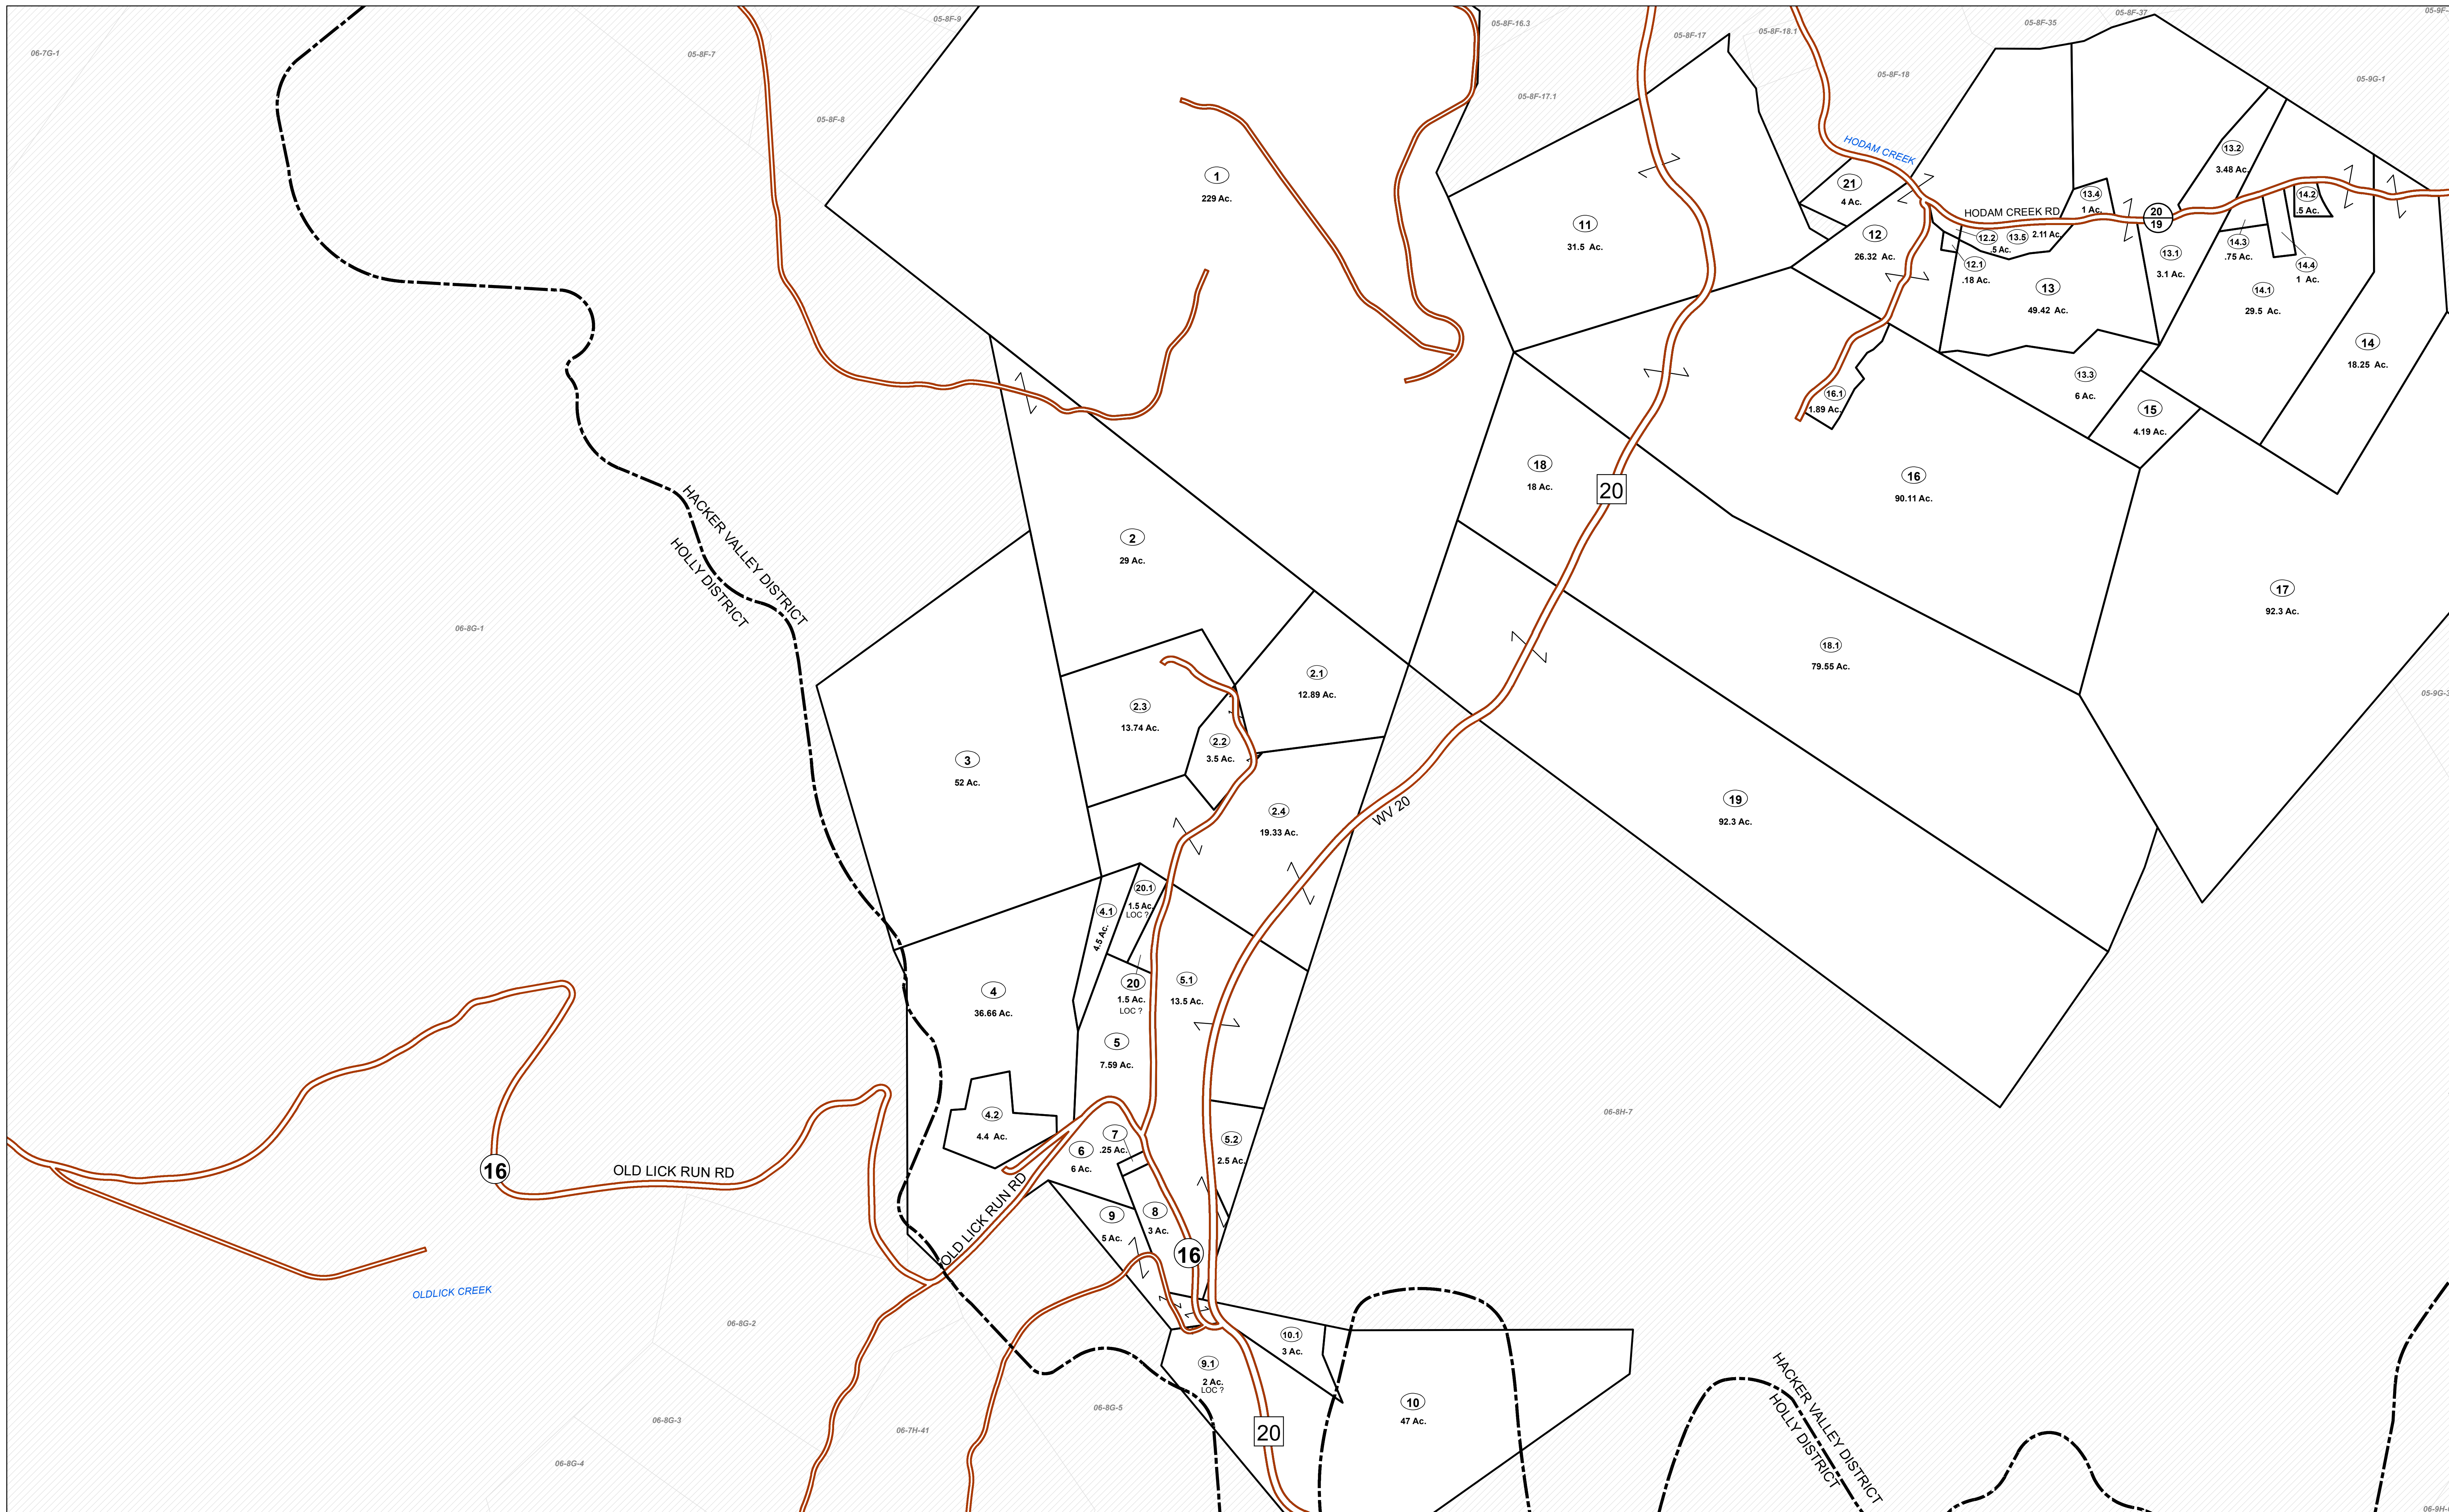 05-8F-9
05-8F-16.3
05-8F-37
05-9F-
05-8F-35
05-8F-17
05-8F-18.1
06-7G-1
05-8F-7
05-8F-18
05-9G-1
05-8F-17.1
05-8F-8
HODAM CREEK
1
229 Ac.
21
4 Ac.
13.2
3.48 Ac.
13.4
1 Ac.
14.2
.5 Ac.
HODAM CREEK RD
20
19
11
31.5 Ac.
12
26.32 Ac.
12.2
.5 Ac.
13.5
2.11 Ac.
12.1
.18 Ac.
13.1
3.1 Ac.
14.3
.75 Ac.
14.4
1 Ac.
13
49.42 Ac.
14.1
29.5 Ac.
14
18.25 Ac.
13.3
6 Ac.
16.1
1.89 Ac.
15
4.19 Ac.
18
18 Ac.
20
16
90.11 Ac.
HACKER VALLEY DISTRICT
HOLLY DISTRICT
2
29 Ac.
17
92.3 Ac.
06-8G-1
18.1
79.55 Ac.
2.1
12.89 Ac.
05-9G-3
2.3
13.74 Ac.
2.2
3.5 Ac.
3
52 Ac.
2.4
19.33 Ac.
WV 20
19
92.3 Ac.
20.1
1.5 Ac.
LOC ?
4.1
4.5 Ac.
20
1.5 Ac.
LOC ?
5.1
13.5 Ac.
4
36.66 Ac.
5
7.59 Ac.
4.2
4.4 Ac.
06-8H-7
7
.25 Ac.
6
6 Ac.
5.2
2.5 Ac.
16
OLD LICK RUN RD
OLD LICK RUN RD
9
5 Ac.
8
3 Ac.
16
OLDLICK CREEK
06-8G-2
10.1
3 Ac.
9.1
2 Ac.
LOC ?
10
47 Ac.
HACKER VALLEY DISTRICT
HOLLY DISTRICT
06-8G-5
06-8G-3
06-7H-41
20
06-8G-4